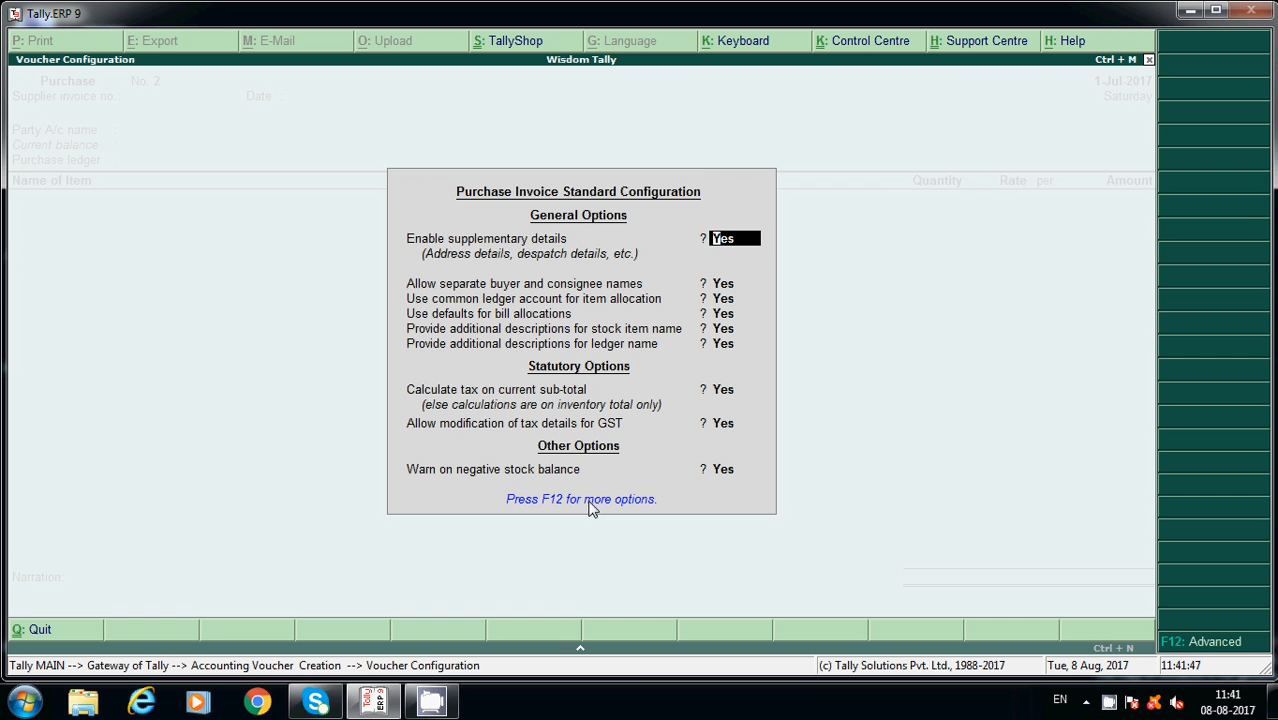 Tally.ERP 9
P: Print E: Export M: E-Mail O: Upload S: TallyShop G: Language K: Keyboard K: Control Centre H: Support Centre H: Help
Voucher Configuration Wisdom Tally Ctrl + M
Purchase No. 2 1-Jul-2017
Supplier invoice no.: Date : Saturday
Party A/c name :
Current balance :
Purchase ledger :
Name of Item Quantity Rate per Amount
Purchase Invoice Standard Configuration
General Options
Enable supplementary details ? Yes
(Address details, despatch details, etc.)
Allow separate buyer and consignee names ? Yes
Use common ledger account for item allocation ? Yes
Use defaults for bill allocations ? Yes
Provide additional descriptions for stock item name ? Yes
Provide additional descriptions for ledger name ? Yes
Statutory Options
Calculate tax on current sub-total ? Yes
(else calculations are on inventory total only)
Allow modification of tax details for GST ? Yes
Other Options
Warn on negative stock balance ? Yes
Press F12 for more options.
Narration:
Q: Quit
F12: Advanced
Ctrl + N
Tally MAIN --> Gateway of Tally --> Accounting Voucher Creation --> Voucher Configuration (c) Tally Solutions Pvt. Ltd., 1988-2017 Tue, 8 Aug, 2017 11:41:47
Tally ERP 9
EN 11:41
08-08-2017